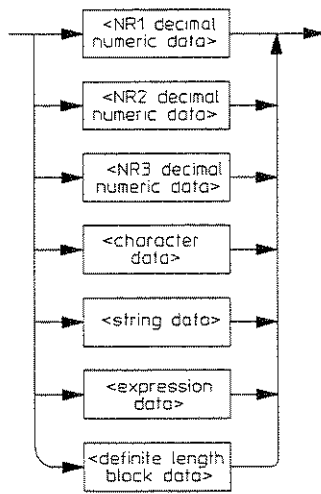 <NR1 decimal
numeric data>
<NR2 decimal
numeric data>
<NR3 decimal
numeric data>
<character
data>
<string data>
<expression
data>
<definite length
block data>